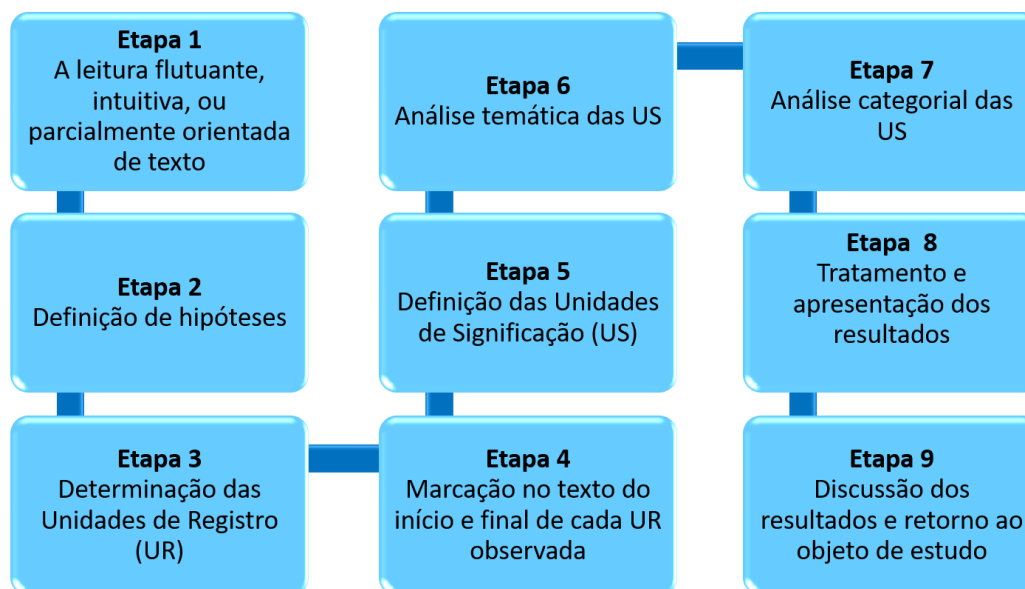 Etapa 1
A leitura flutuante,
intuitiva, ou
parcialmente orientada
de texto
Etapa 2
Definição de hipóteses
Etapa 3
Determinação das
Unidades de Registro
(UR)
Etapa 4
Marcação no texto do
início e final de cada UR
observada
Etapa 5
Definição das Unidades
de Significação (US)
Etapa 6
Análise temática das US
Etapa 7
Análise categorial das
US
Etapa 8
Tratamento e
apresentação dos
resultados
Etapa 9
Discussão dos
resultados e retorno ao
objeto de estudo